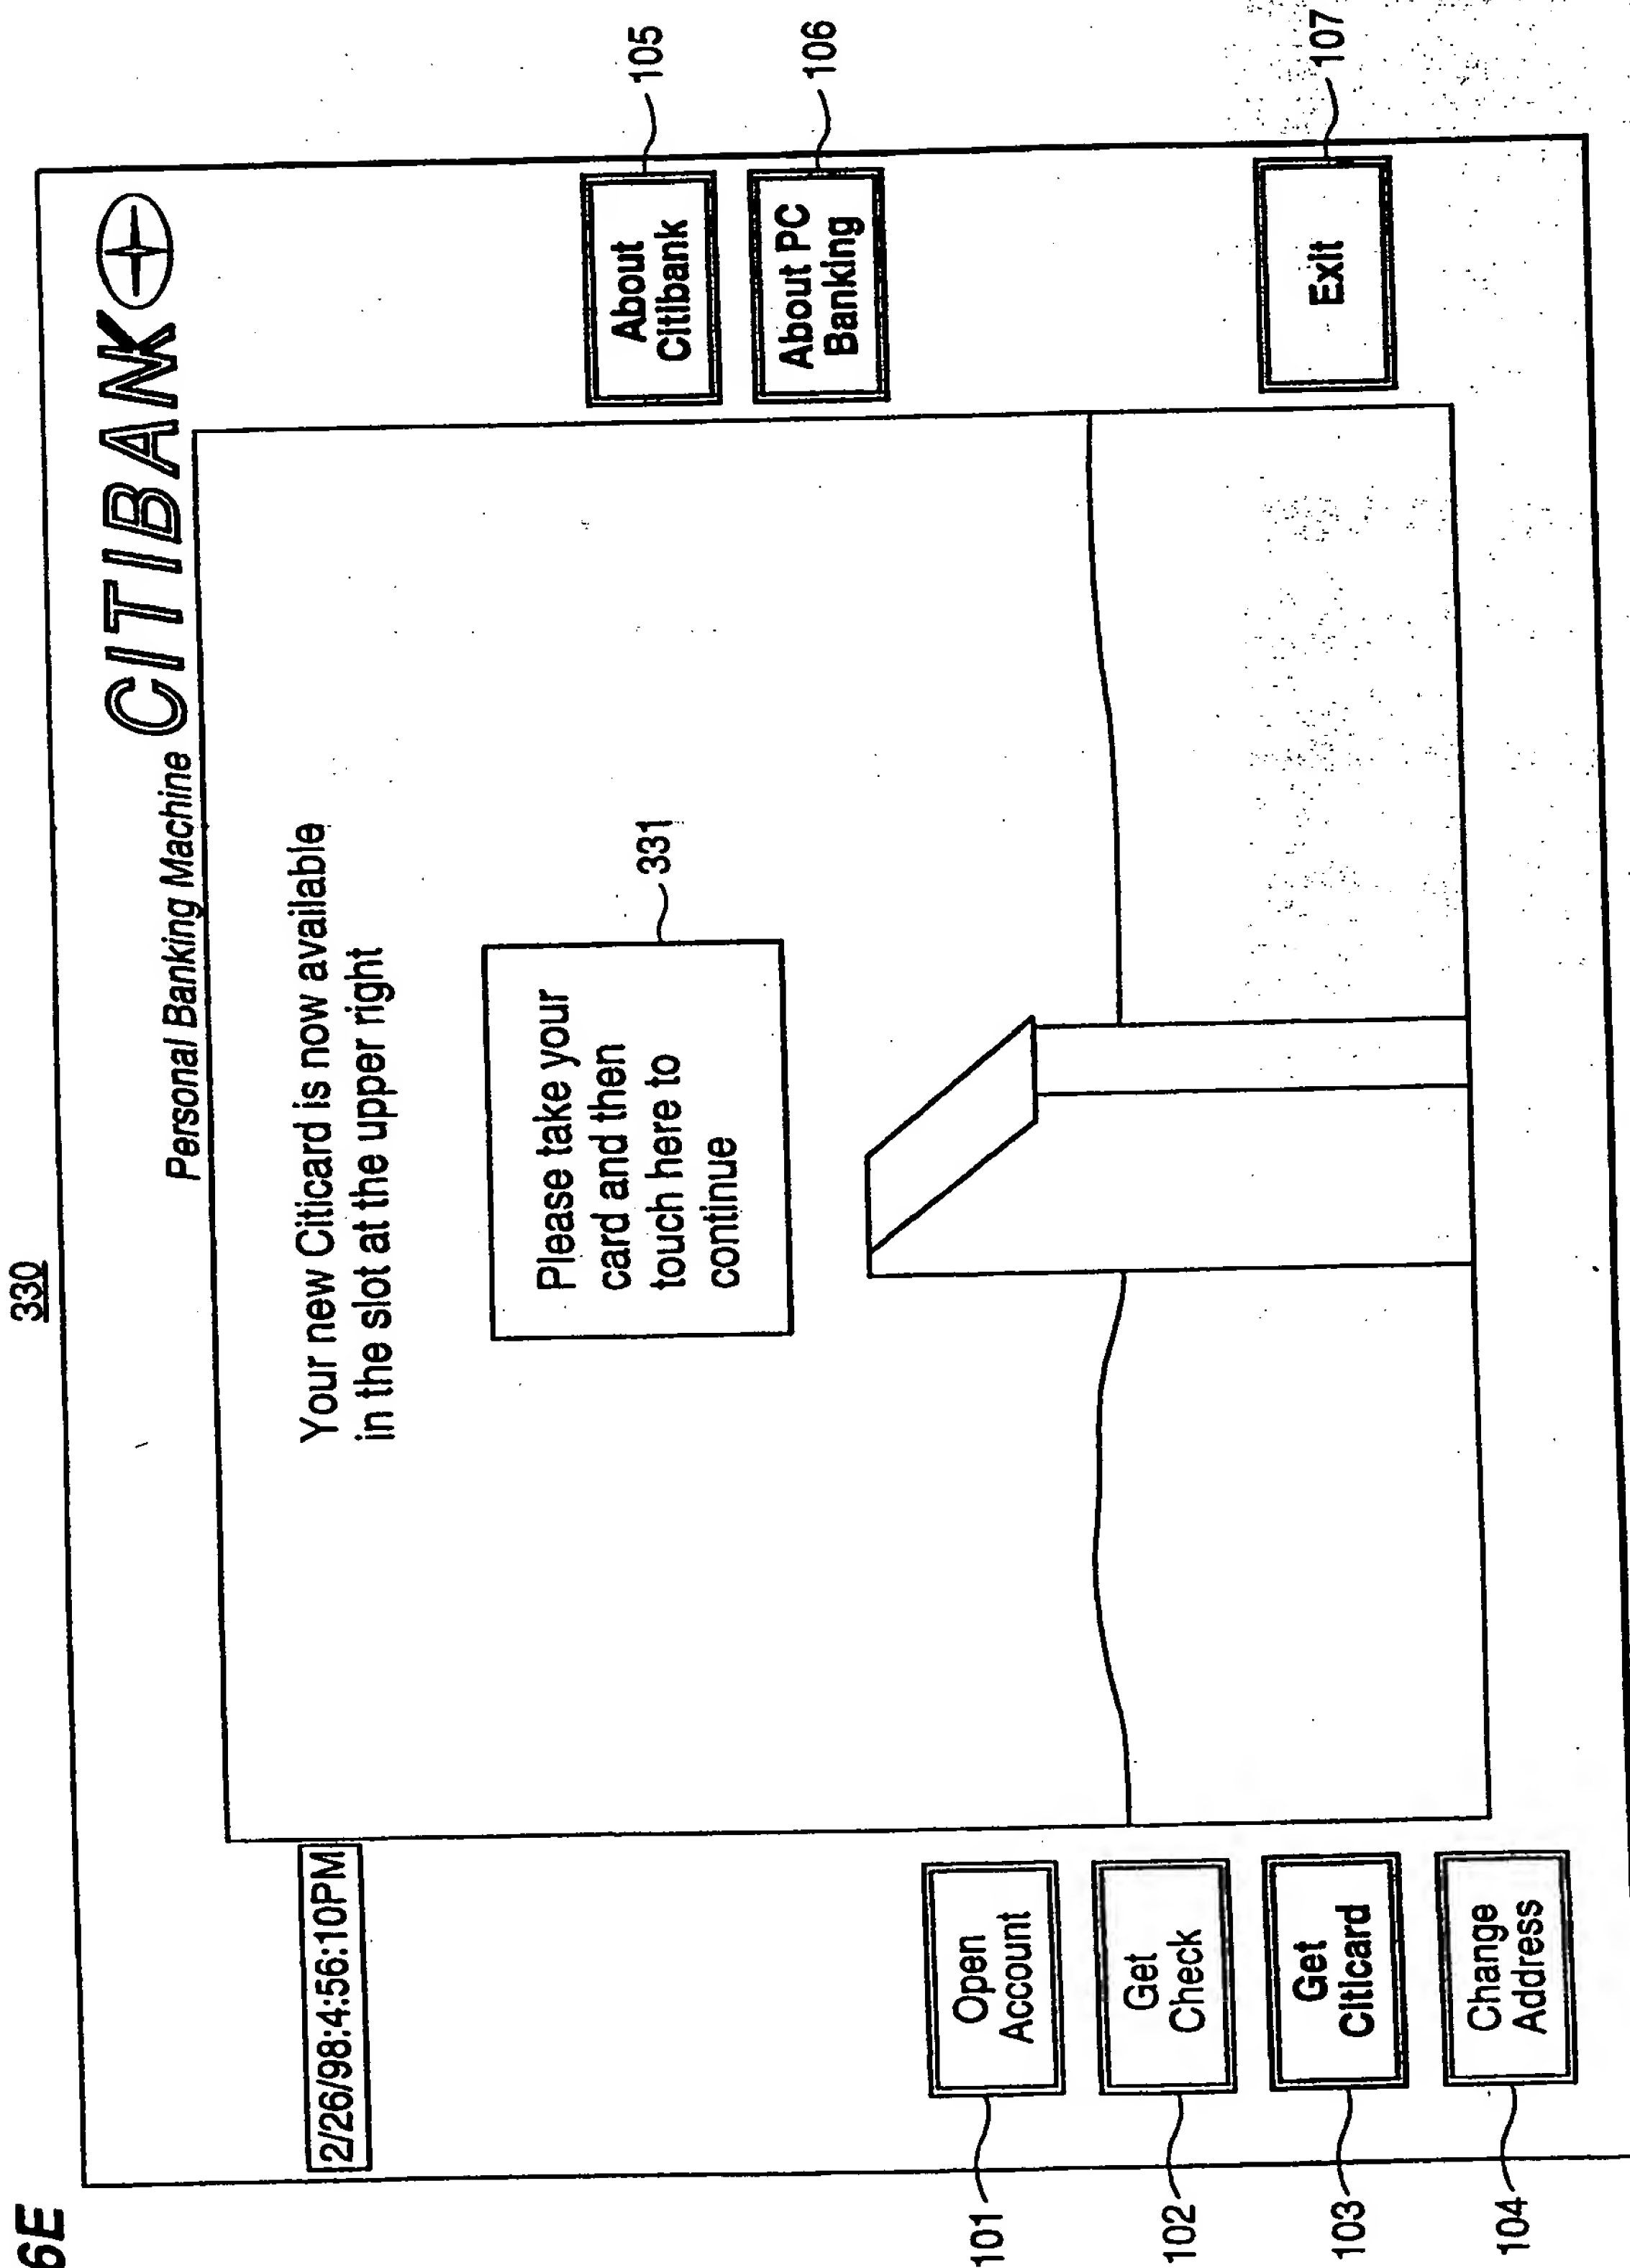 6E
330
Personal Banking Machine CITIBANK
2/26/98:4:56:10PM
Your new Citicard is now available
in the slot at the upper right
Please take your
card and then
touch here to
continue
331
About
Citibank
105
About PC
Banking
106
Exit
107
101
Open
Account
102
Get
Check
103
Get
Citicard
104
Change
Address